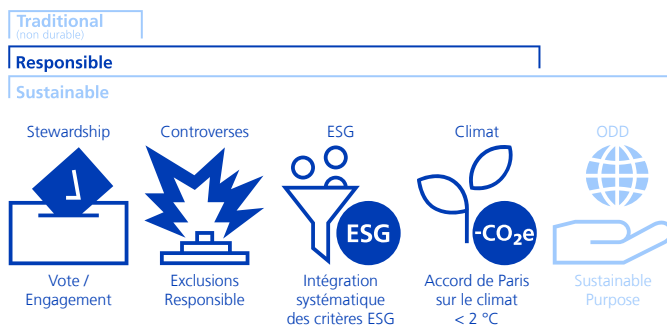 Traditional
(non durable)
Responsible
Sustainable
Stewardship
Controverses
ESG
Climat
ODD
ESG
-CO₂e
Vote /
Engagement
Exclusions
Responsible
Intégration
systématique
des critères ESG
Accord de Paris
sur le climat
< 2 °C
Sustainable
Purpose